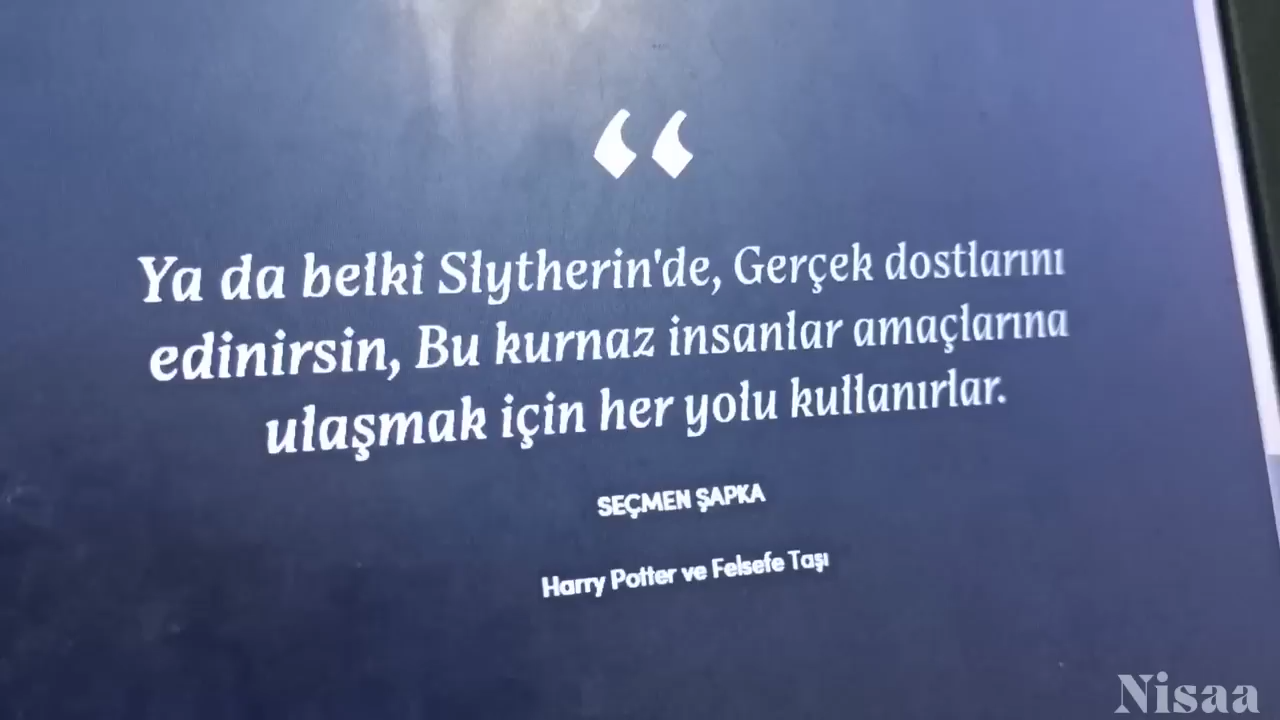 “
Ya da belki Slytherin'de, Gerçek dostlarını
edinirsin, Bu kurnaz insanlar amaçlarına
ulaşmak için her yolu kullanırlar.
SEÇMEN ŞAPKA
Harry Potter ve Felsefe Taşı
Nisaa